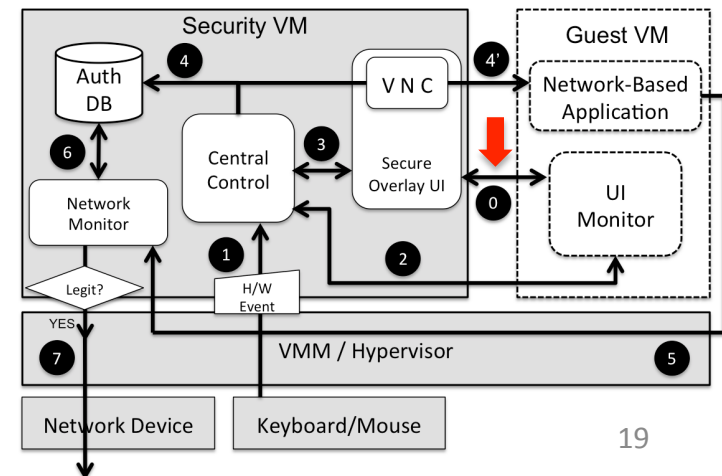 Security VM
Guest VM
Auth
DB
4
V N C
4'
Network-Based
Application
6
Central
Control
3
Secure
Overlay UI
0
UI
Monitor
Network
Monitor
1
2
Legit?
H/W
Event
YES
7
VMM / Hypervisor
5
Network Device
Keyboard/Mouse
19